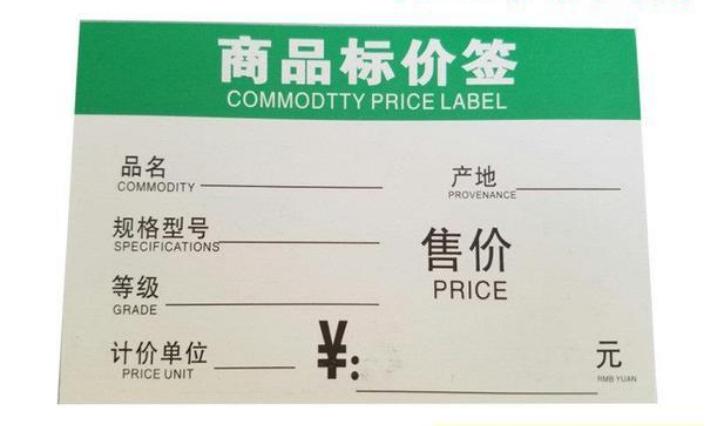 商品标价签
COMMODTTY PRICE LABEL
品名
COMMODITY
产地
PROVENANCE
规格型号
SPECIFICATIONS
售价
PRICE
等级
GRADE
计价单位
PRICE UNIT
¥:
元
RMB YUAN